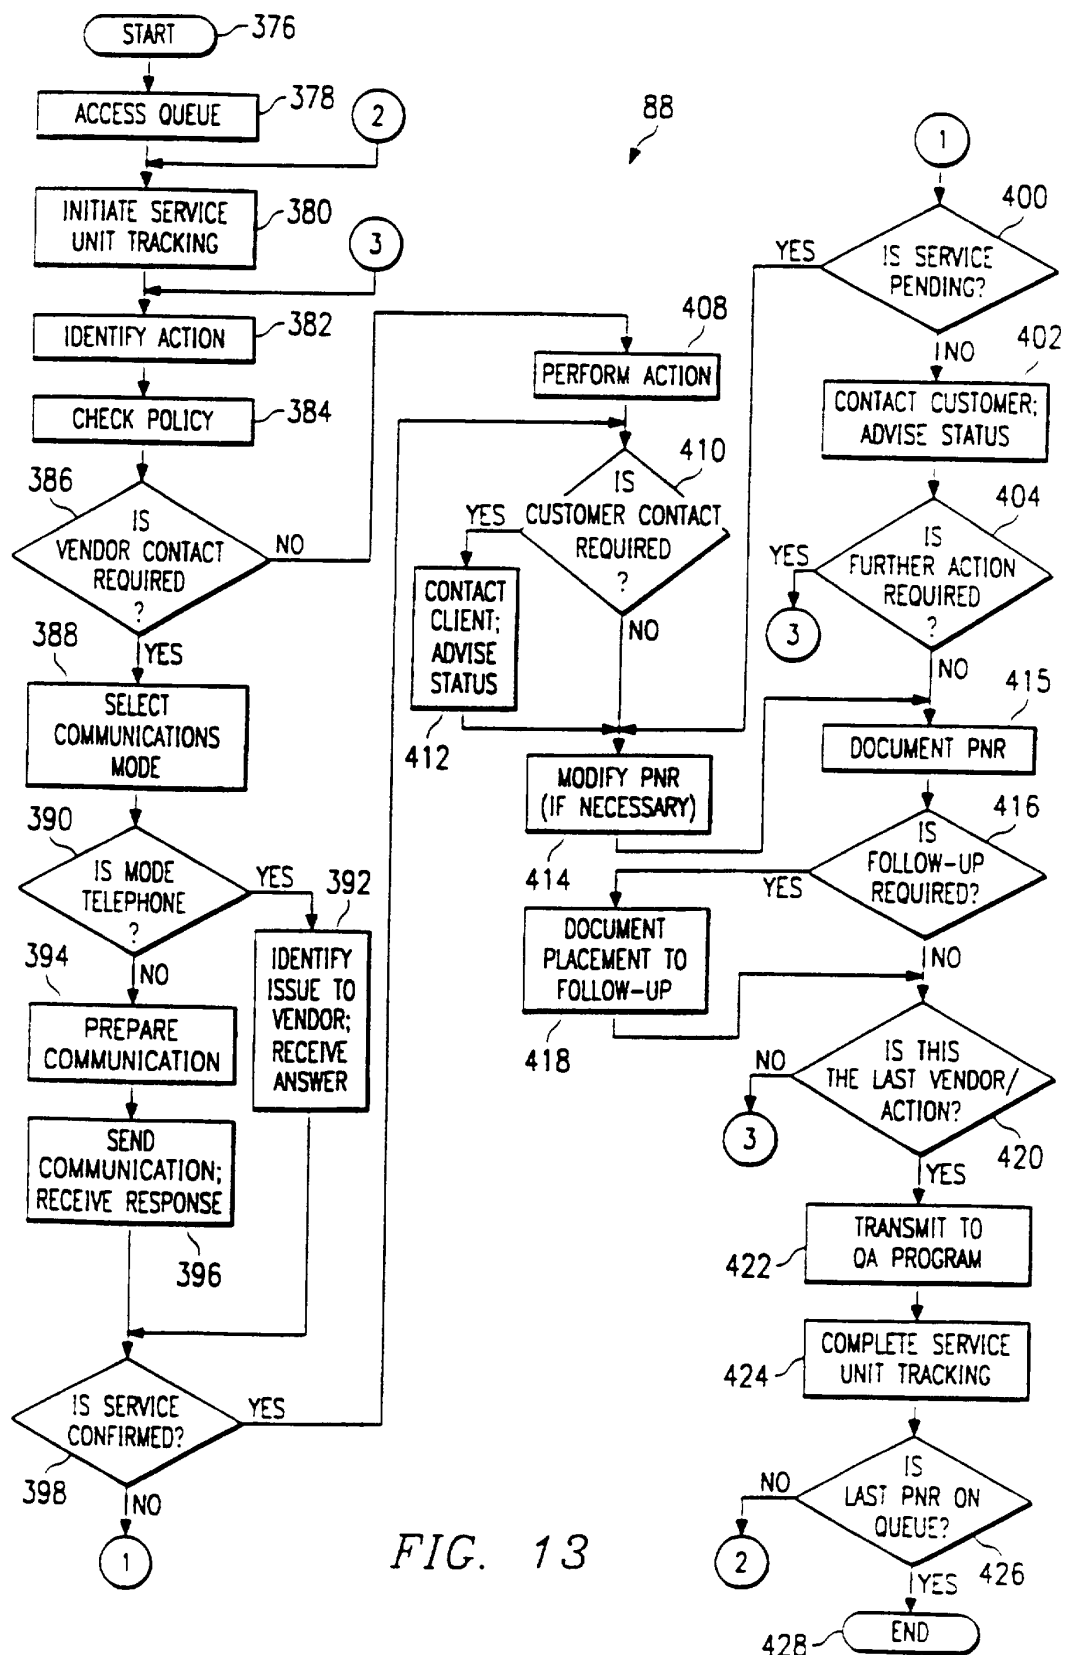 START
376
ACCESS QUEUE
378
2
INITIATE SERVICE
UNIT TRACKING
380
3
IDENTIFY ACTION
382
CHECK POLICY
384
386
IS
VENDOR CONTACT
REQUIRED
?
NO
YES
388
SELECT
COMMUNICATIONS
MODE
390
IS MODE
TELEPHONE
?
YES
392
IDENTIFY
ISSUE TO
VENDOR;
RECEIVE
ANSWER
394
NO
PREPARE
COMMUNICATION
SEND
COMMUNICATION;
RECEIVE RESPONSE
396
IS SERVICE
CONFIRMED?
YES
398
NO
1
88
408
PERFORM ACTION
410
IS
CUSTOMER CONTACT
REQUIRED
?
YES
CONTACT
CLIENT;
ADVISE
STATUS
412
NO
MODIFY PNR
(IF NECESSARY)
414
DOCUMENT
PLACEMENT TO
FOLLOW-UP
418
1
400
YES
IS SERVICE
PENDING?
NO
402
CONTACT CUSTOMER;
ADVISE STATUS
404
YES
IS
FURTHER ACTION
REQUIRED
?
3
NO
415
DOCUMENT PNR
416
IS
FOLLOW-UP
REQUIRED?
YES
NO
NO
IS THIS
THE LAST VENDOR/
ACTION?
3
420
YES
TRANSMIT TO
QA PROGRAM
422
COMPLETE SERVICE
UNIT TRACKING
424
NO
IS
LAST PNR ON
QUEUE?
2
426
YES
END
428
FIG. 13